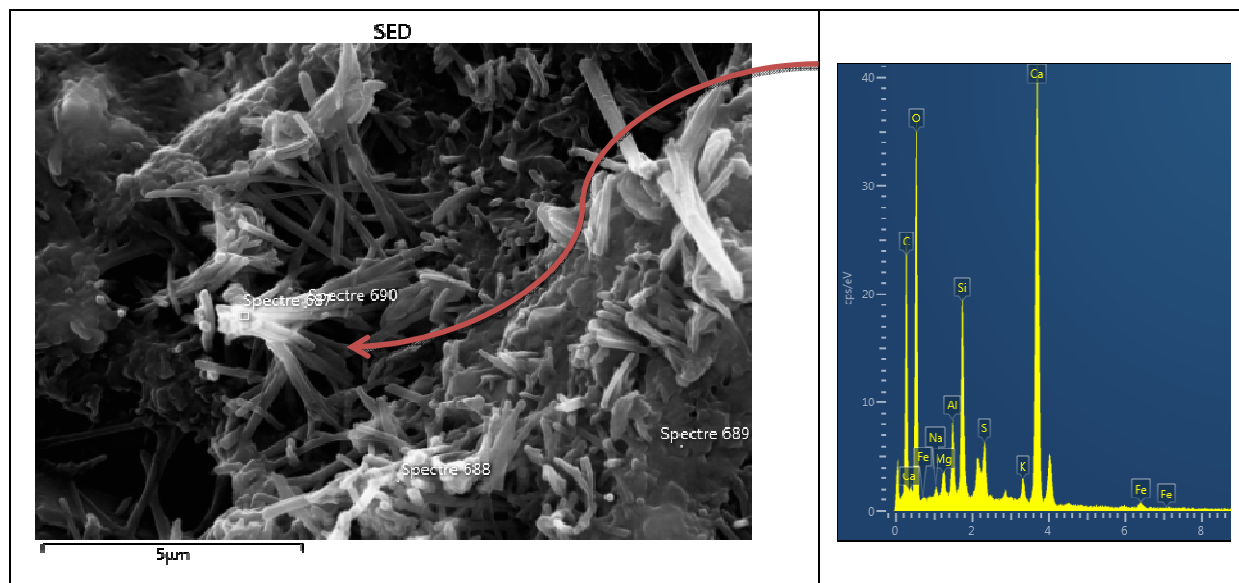 SED
Spectre 687
Spectre 690
Spectre 689
Spectre 688
5µm
40
30
20
10
0
cps/eV
Ca
O
C
Si
Al
S
Na
Fe
Mg
Ca
K
Fe
Fe
0
2
4
6
8